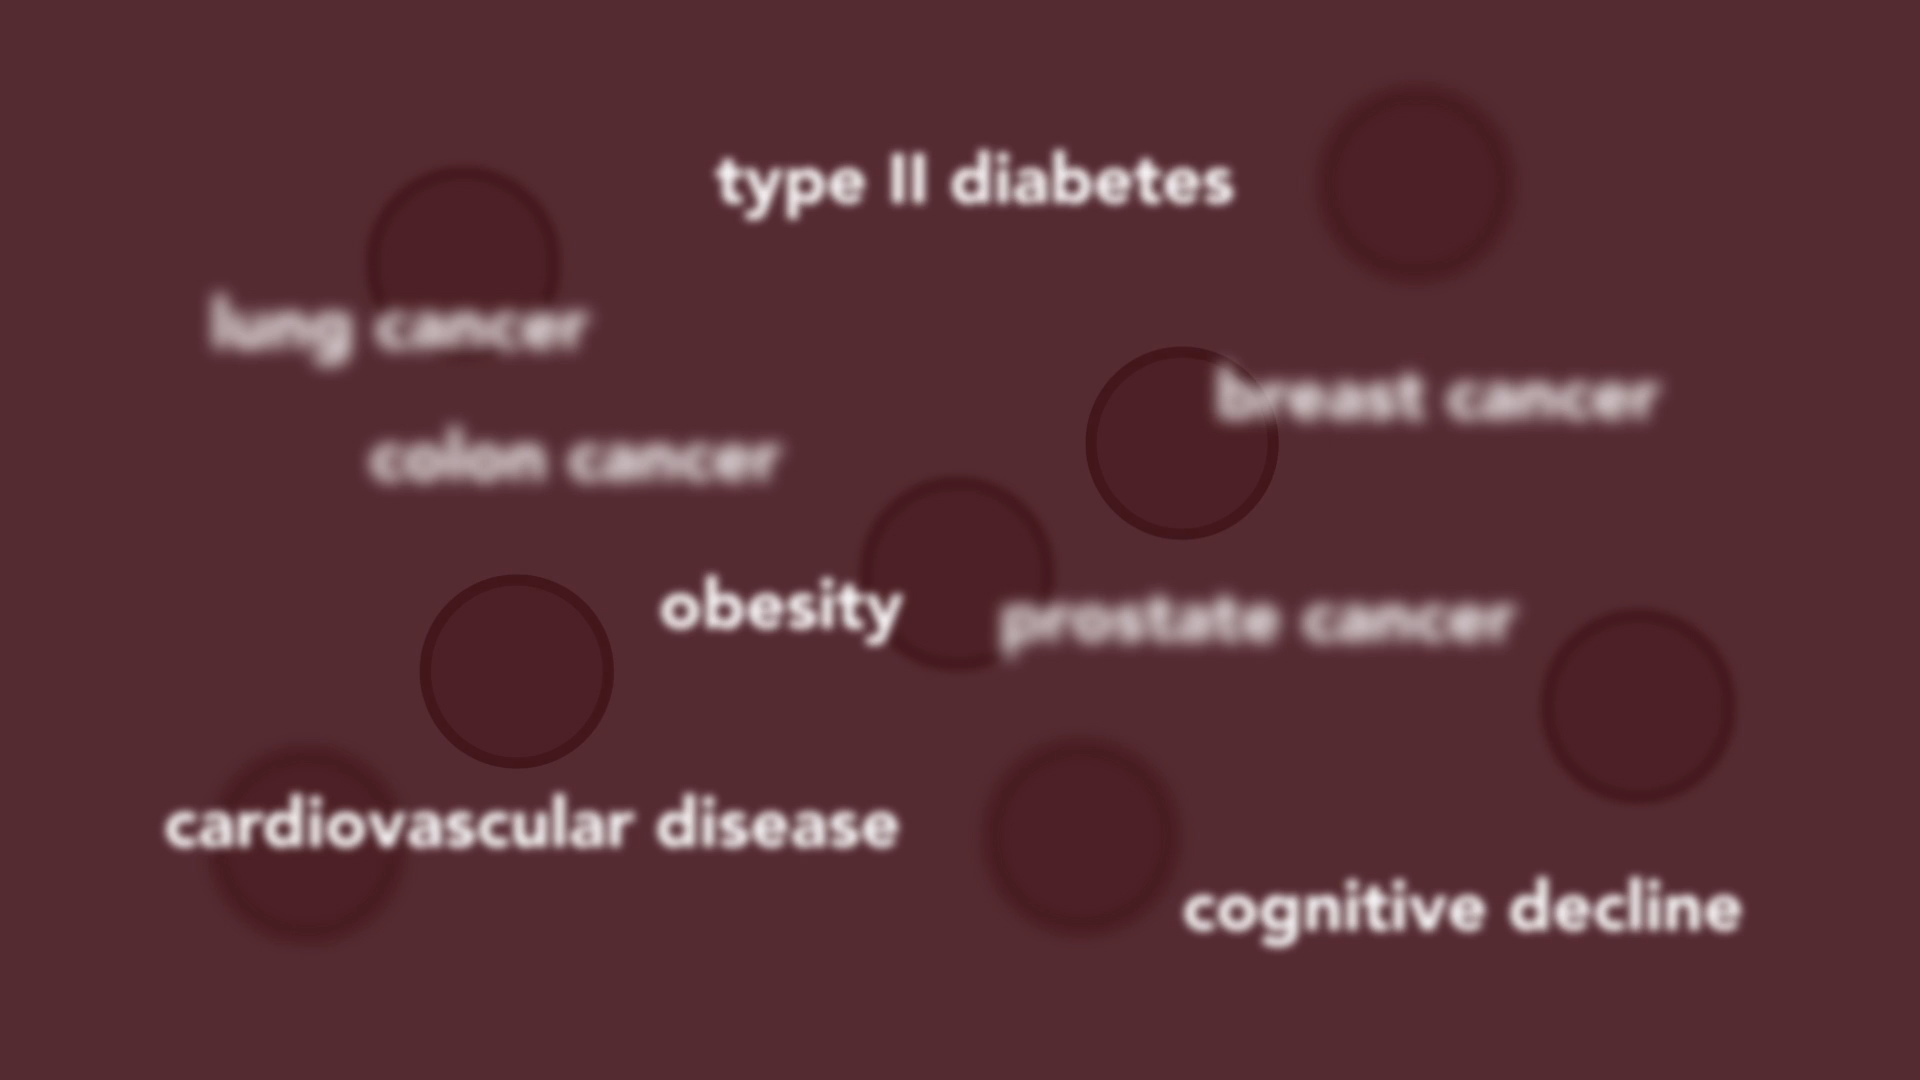 type II diabetes
lung cancer
breast cancer
colon cancer
obesity
prostate cancer
cardiovascular disease
cognitive decline